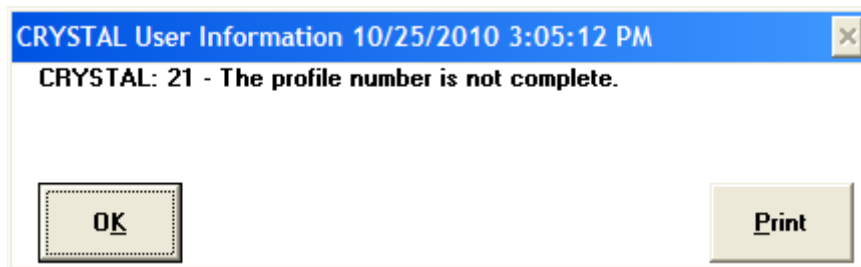 CRYSTAL User Information 10/25/2010 3:05:12 PM
CRYSTAL: 21 - The profile number is not complete.
OK Print